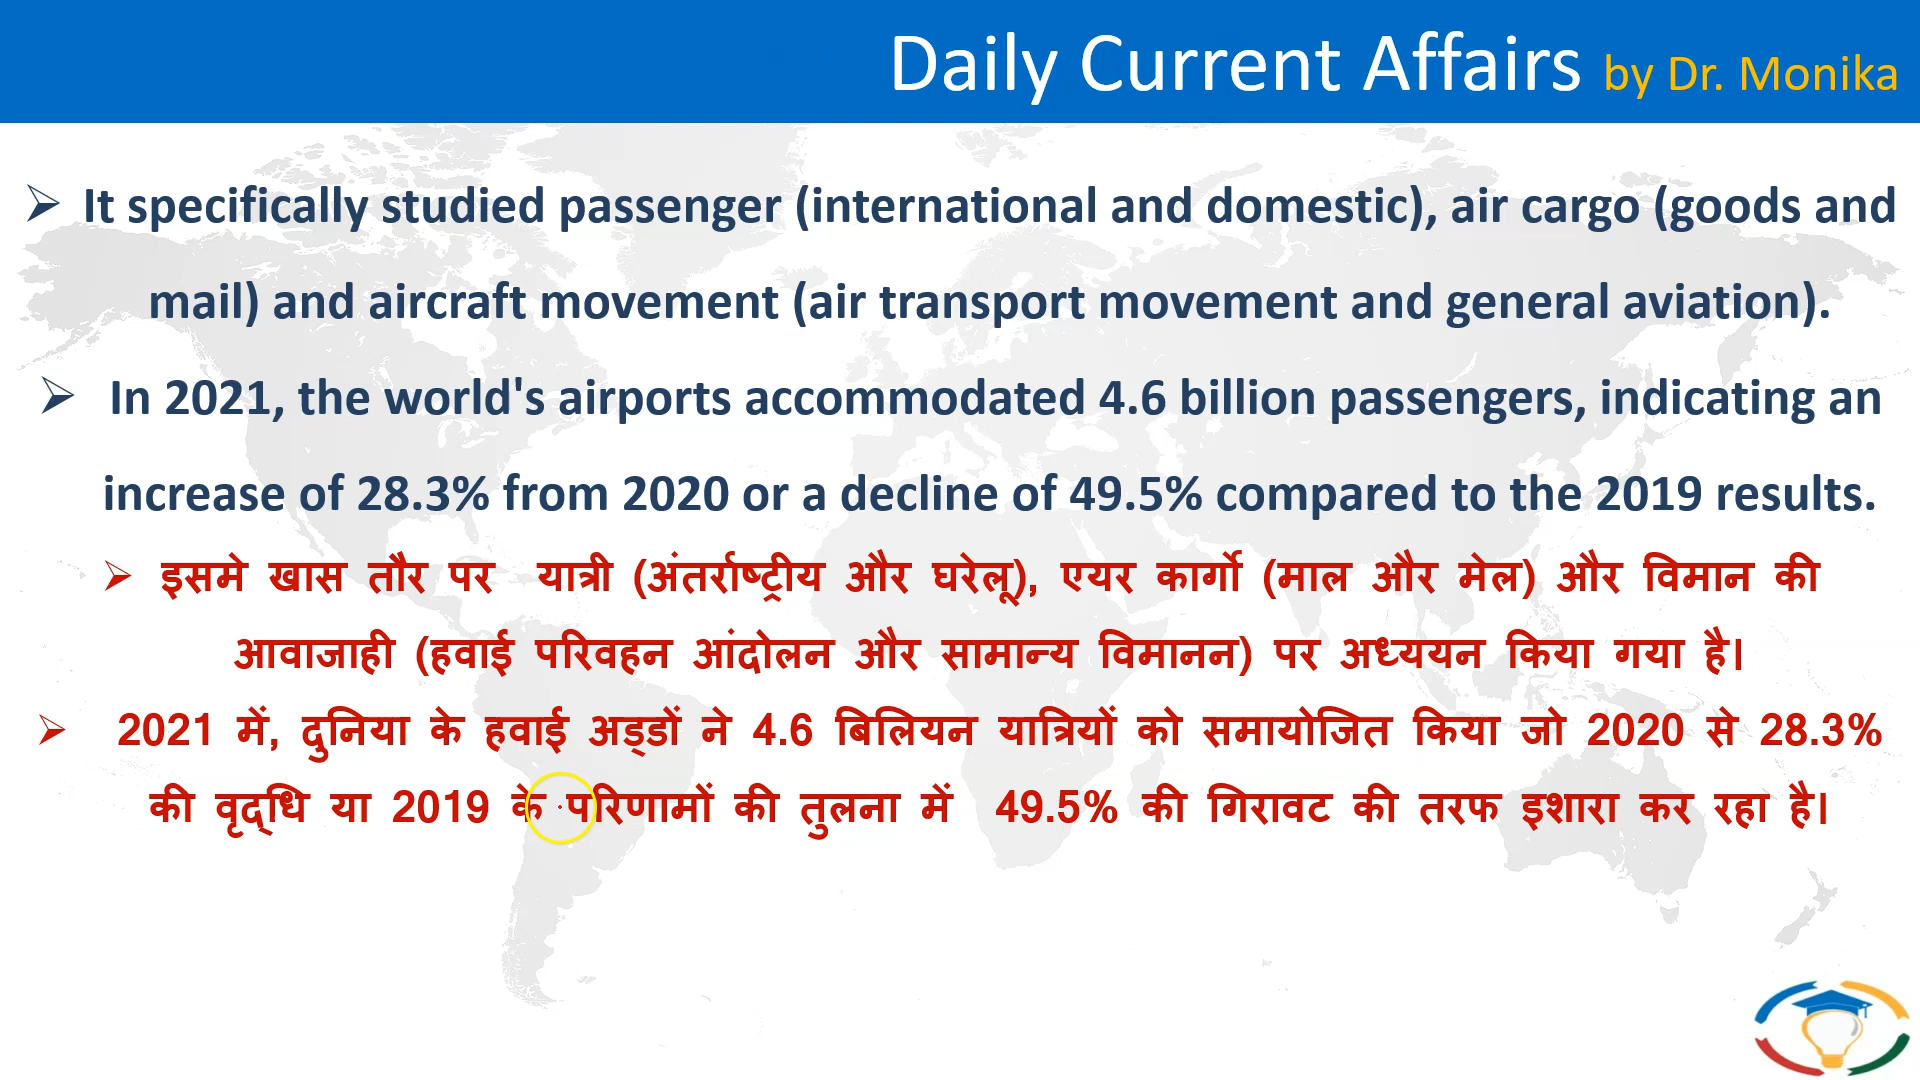 Daily Current Affairs by Dr. Monika
➢ It specifically studied passenger (international and domestic), air cargo (goods and
mail) and aircraft movement (air transport movement and general aviation).
➢ In 2021, the world's airports accommodated 4.6 billion passengers, indicating an
increase of 28.3% from 2020 or a decline of 49.5% compared to the 2019 results.
➢ इसमे खास तौर पर यात्री (अंतर्राष्ट्रीय और घरेलू), एयर कार्गो (माल और मेल) और विमान की
आवाजाही (हवाई परिवहन आंदोलन और सामान्य विमानन) पर अध्ययन किया गया है।
➢ 2021 में, दुनिया के हवाई अड्डों ने 4.6 बिलियन यात्रियों को समायोजित किया जो 2020 से 28.3%
की वृद्धि या 2019 के परिणामों की तुलना में 49.5% की गिरावट की तरफ इशारा कर रहा है।